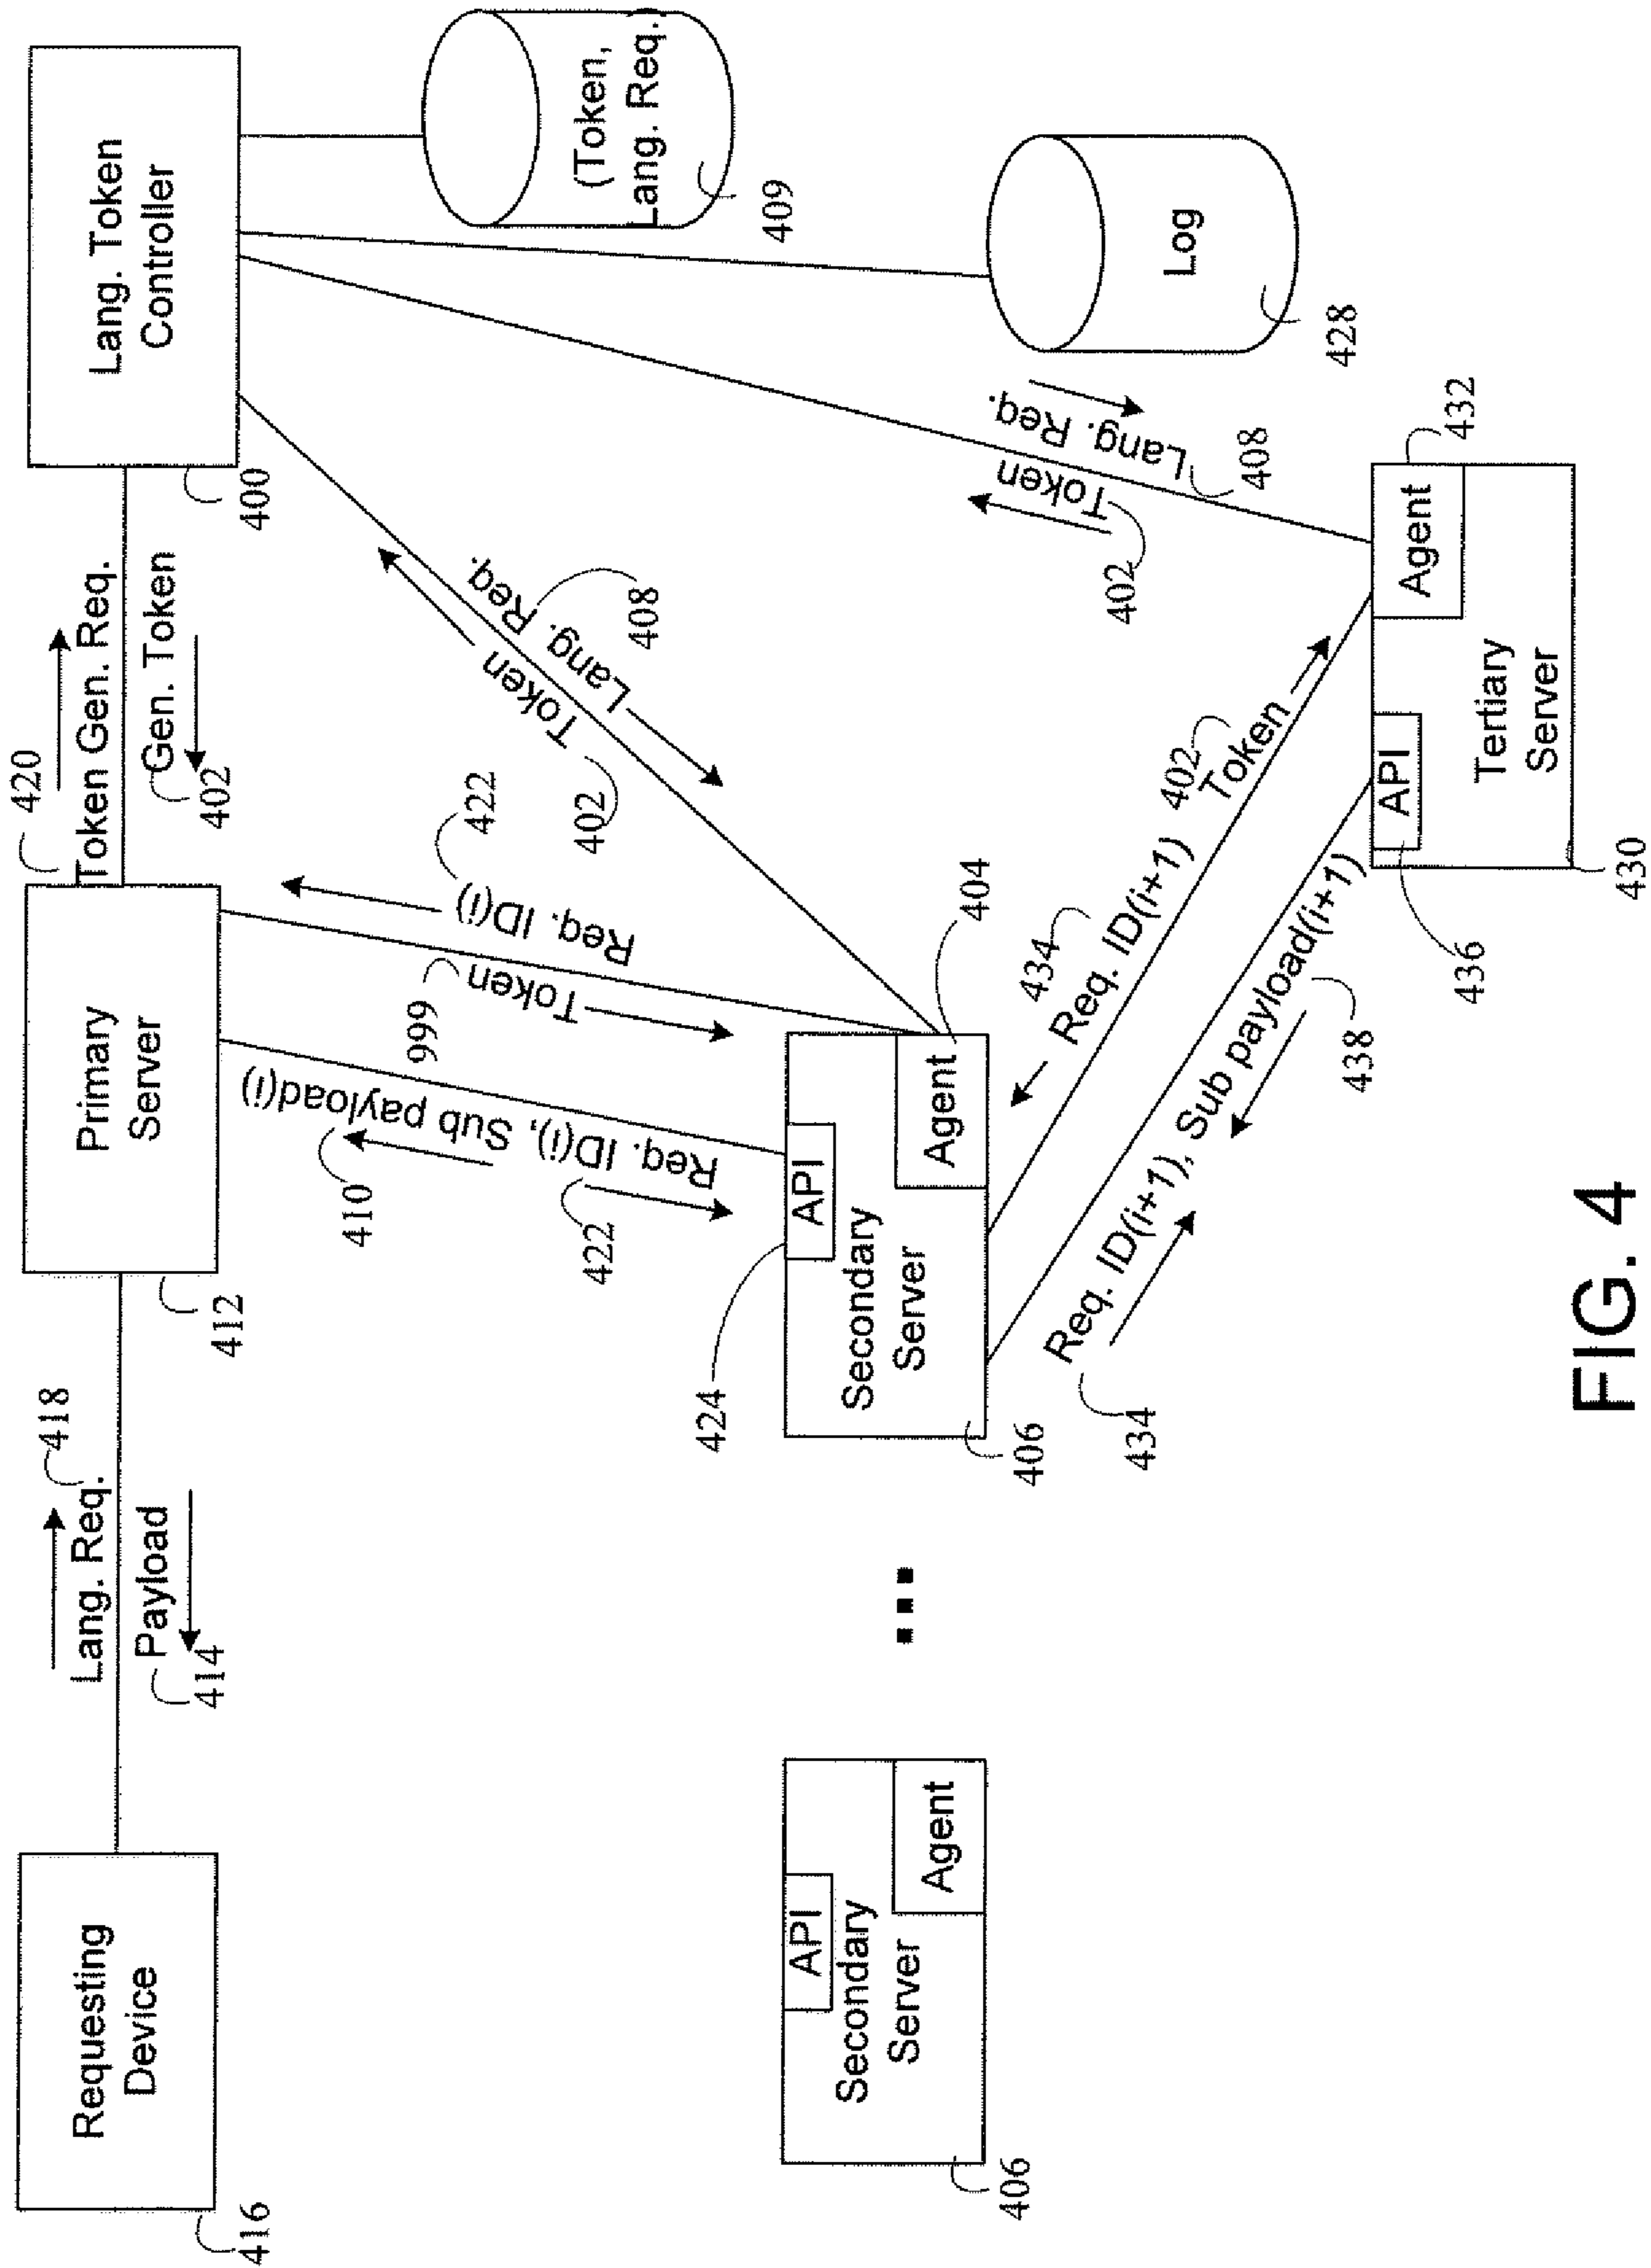 Requesting
Device
416
Lang. Req.
418
Payload
414
Primary
Server
412
420
Token Gen. Req.
Gen. Token
402
Lang. Token
Controller
400
(Token,
Lang. Req.)
409
Log
428
Req. ID(i), Sub payload(i)
410
422
Token
999
Req. ID(i)
422
Token
402
Lang. Req.
408
Token
402
Lang. Req.
408
API
Secondary
Server
Agent
406
API
424
Secondary
Server
Agent
404
406
Req. ID(i+1)
434
Token
402
Req. ID(i+1), Sub payload(i+1)
434
438
API
436
Agent
432
Tertiary
Server
430
FIG. 4